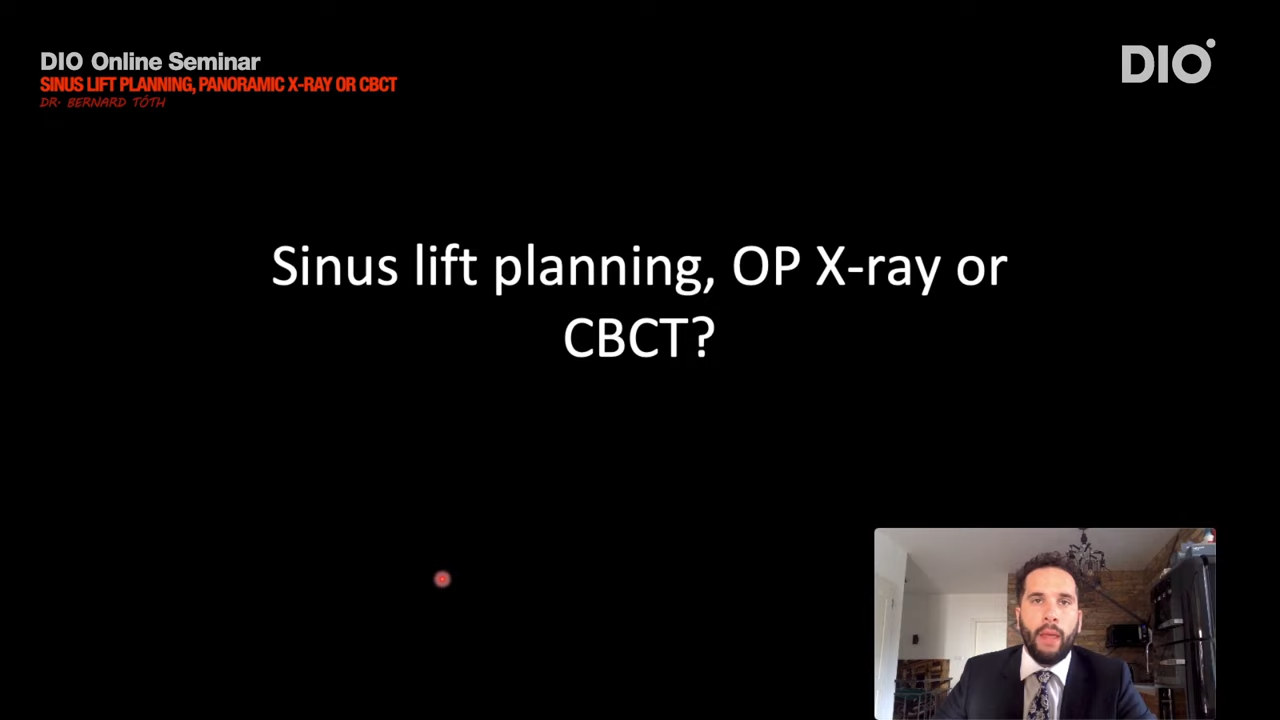 DIO Online Seminar
SINUS LIFT PLANNING, PANORAMIC X-RAY OR CBCT
DR. BERNARD TÓTH
DIO
Sinus lift planning, OP X-ray or
CBCT?